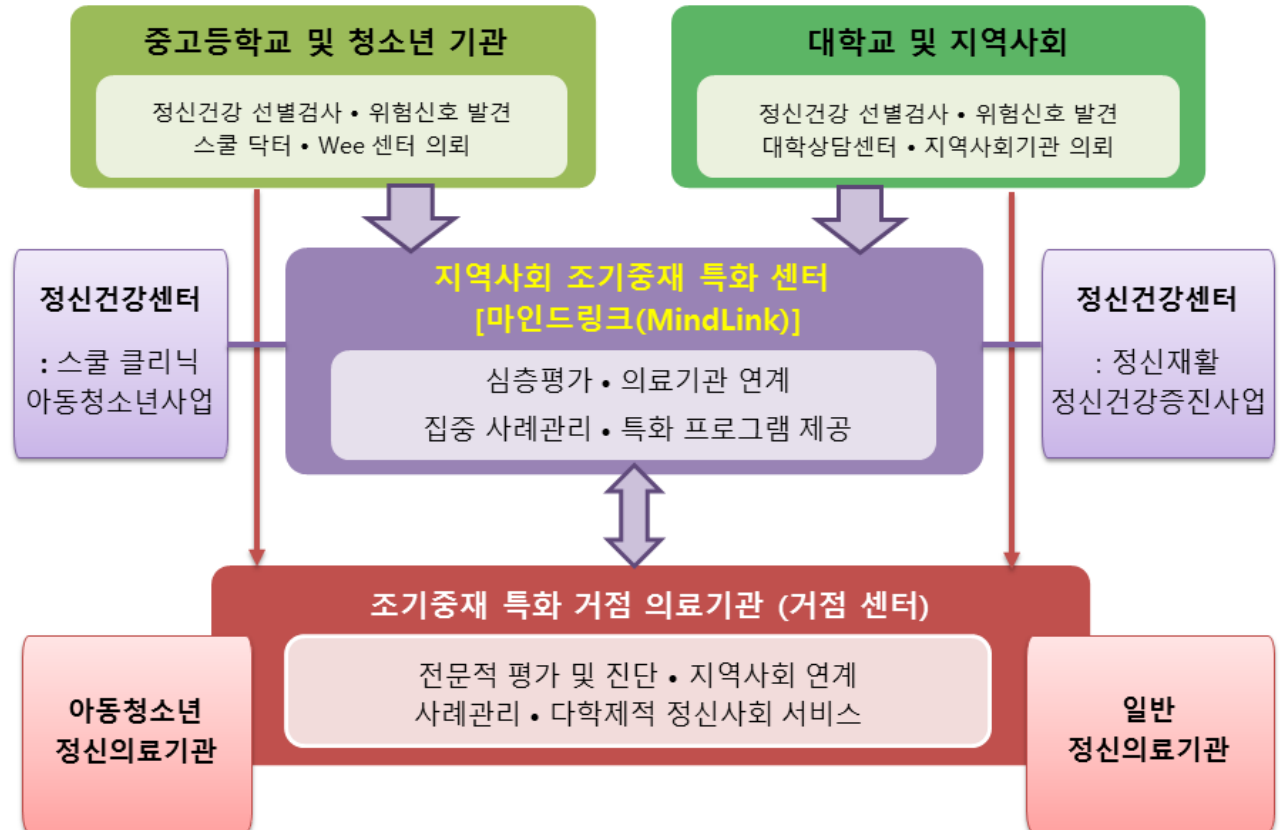 중고등학교 및 청소년 기관
정신건강 선별검사 • 위험신호 발견
스쿨 닥터 • Wee 센터 의뢰
대학교 및 지역사회
정신건강 선별검사 • 위험신호 발견
대학상담센터 • 지역사회기관 의뢰
정신건강센터
: 스쿨 클리닉
아동청소년사업
지역사회 조기중재 특화 센터
[마인드링크(MindLink)]
심층평가 • 의료기관 연계
집중 사례관리 • 특화 프로그램 제공
정신건강센터
: 정신재활
정신건강증진사업
조기중재 특화 거점 의료기관 (거점 센터)
전문적 평가 및 진단 • 지역사회 연계
사례관리 • 다학제적 정신사회 서비스
아동청소년
정신의료기관
일반
정신의료기관